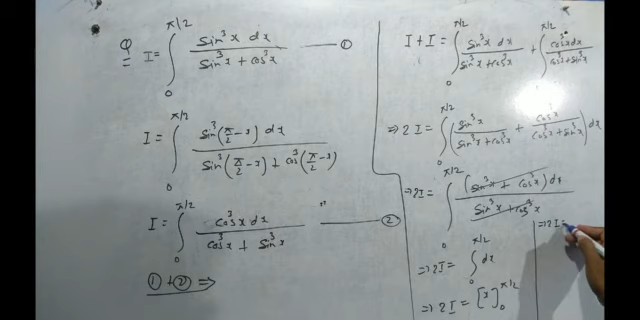 Q I = ∫₀^{π/2} sin³x dx / (sin³x + cos³x) —— ①
I = ∫₀^{π/2} sin³(π/2 - x) dx / (sin³(π/2 - x) + cos³(π/2 - x))
I = ∫₀^{π/2} cos³x dx / (cos³x + sin³x) —— ②
① + ② ⇒
I + I = ∫₀^{π/2} sin³x dx / (sin³x + cos³x) + ∫₀^{π/2} cos³x dx / (cos³x + sin³x)
⇒ 2I = ∫₀^{π/2} (sin³x / (sin³x + cos³x) + cos³x / (cos³x + sin³x)) dx
⇒ 2I = ∫₀^{π/2} (sin³x + cos³x) dx / (sin³x + cos³x)
⇒ 2I = ∫₀^{π/2} dx
⇒ 2I = [x]₀^{π/2}
⇒ 2I =